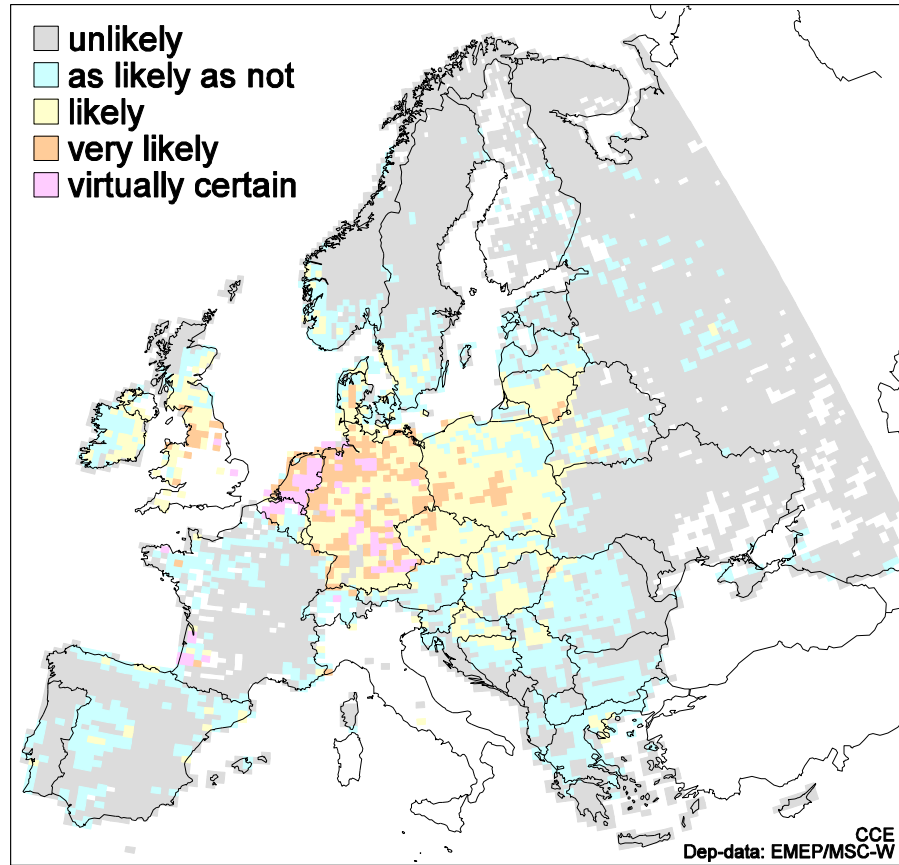 unlikely
as likely as not
likely
very likely
virtually certain
CCE
Dep-data: EMEP/MSC-W